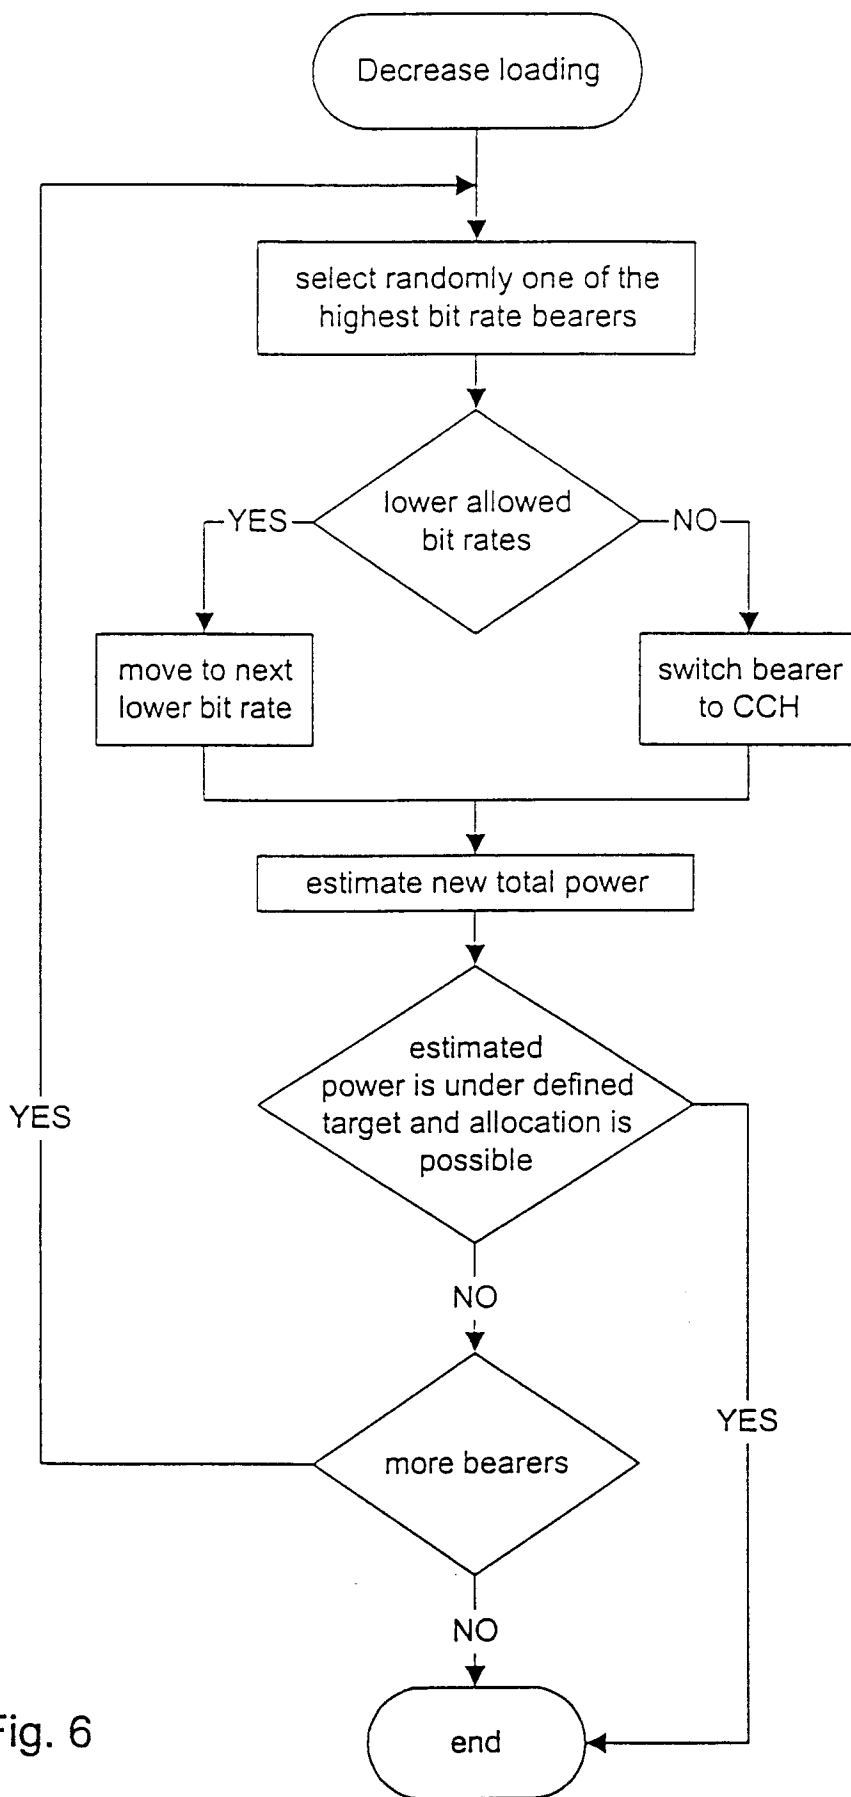 Decrease loading
select randomly one of the
highest bit rate bearers
lower allowed
bit rates
YES
NO
move to next
lower bit rate
switch bearer
to CCH
estimate new total power
estimated
power is under defined
target and allocation is
possible
YES
NO
YES
more bearers
NO
end
Fig. 6